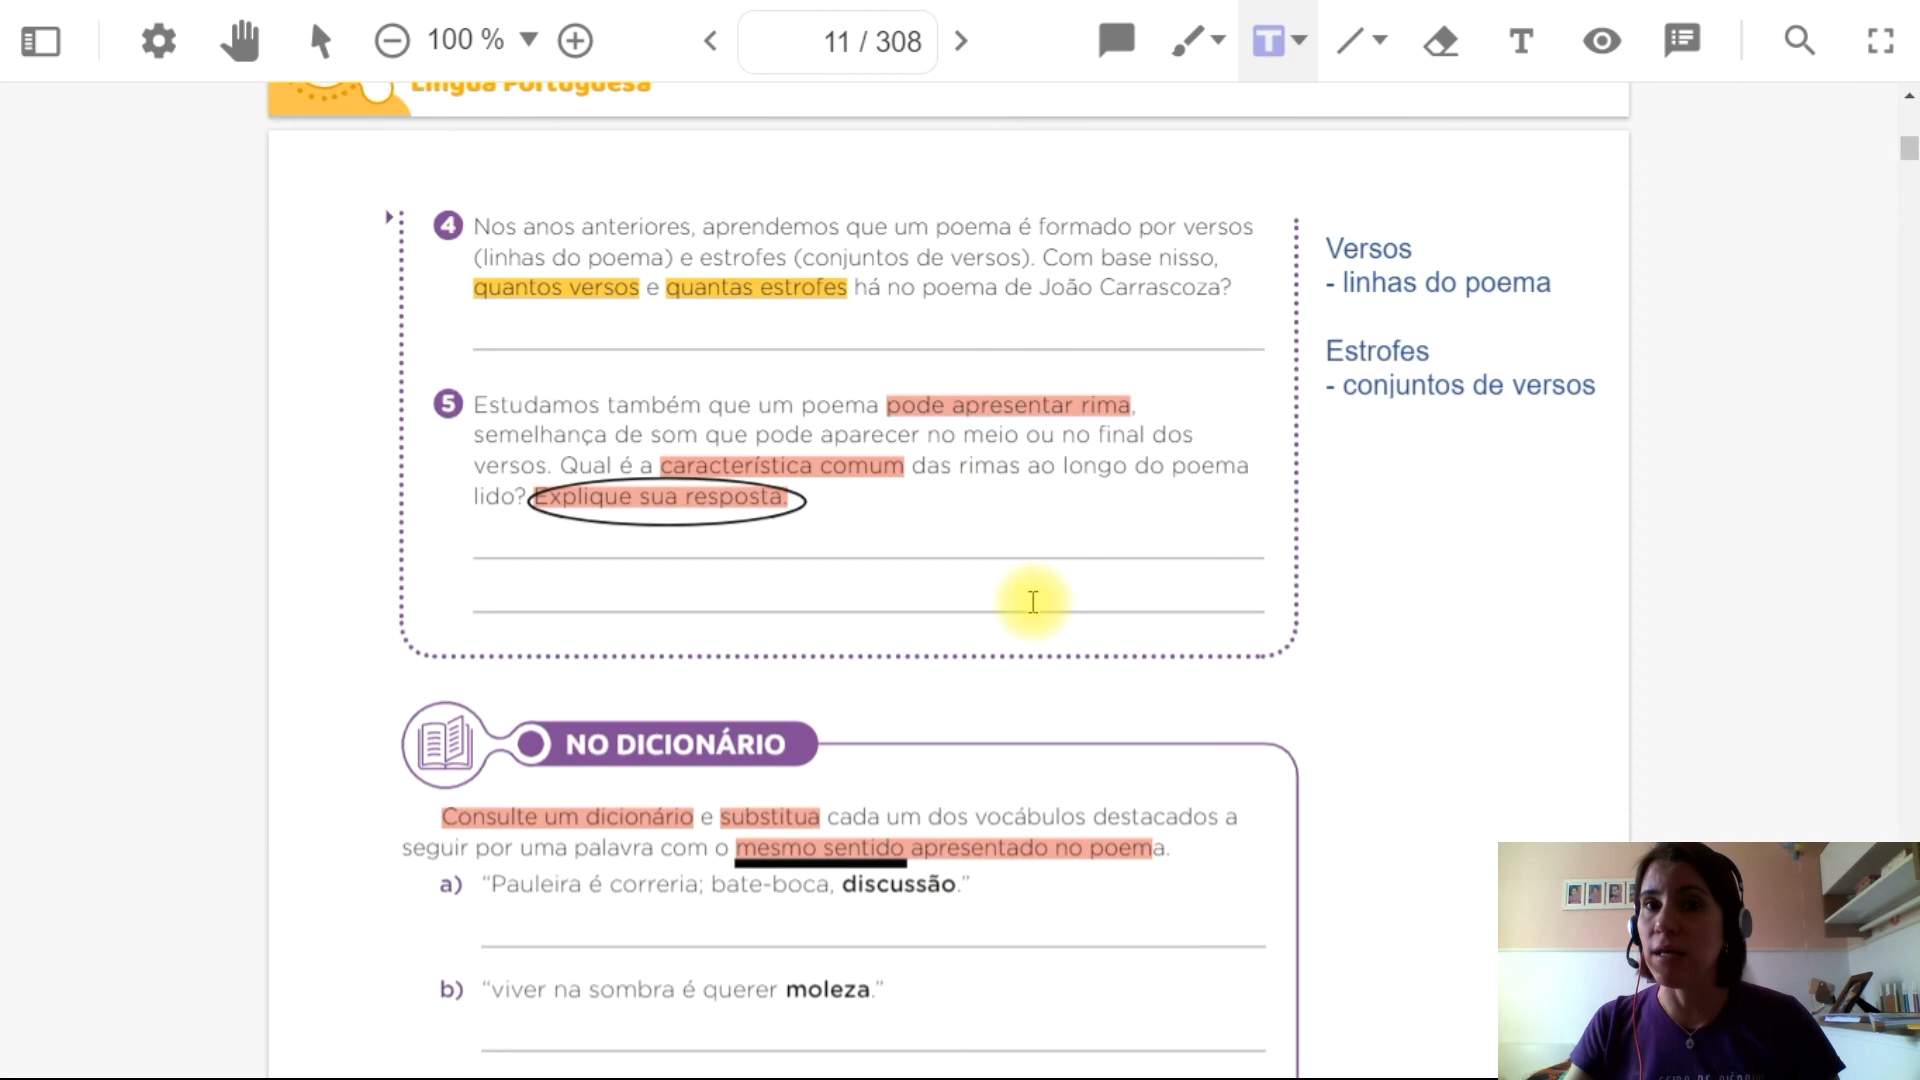 100 %
11 / 308
Língua Portuguesa
4 Nos anos anteriores, aprendemos que um poema é formado por versos
(linhas do poema) e estrofes (conjuntos de versos). Com base nisso,
quantos versos e quantas estrofes há no poema de João Carrascoza?
5 Estudamos também que um poema pode apresentar rima,
semelhança de som que pode aparecer no meio ou no final dos
versos. Qual é a característica comum das rimas ao longo do poema
lido? Explique sua resposta.
Versos
- linhas do poema
Estrofes
- conjuntos de versos
NO DICIONÁRIO
Consulte um dicionário e substitua cada um dos vocábulos destacados a
seguir por uma palavra com o mesmo sentido apresentado no poema.
a) “Pauleira é correria; bate-boca, discussão.”
b) “viver na sombra é querer moleza.”